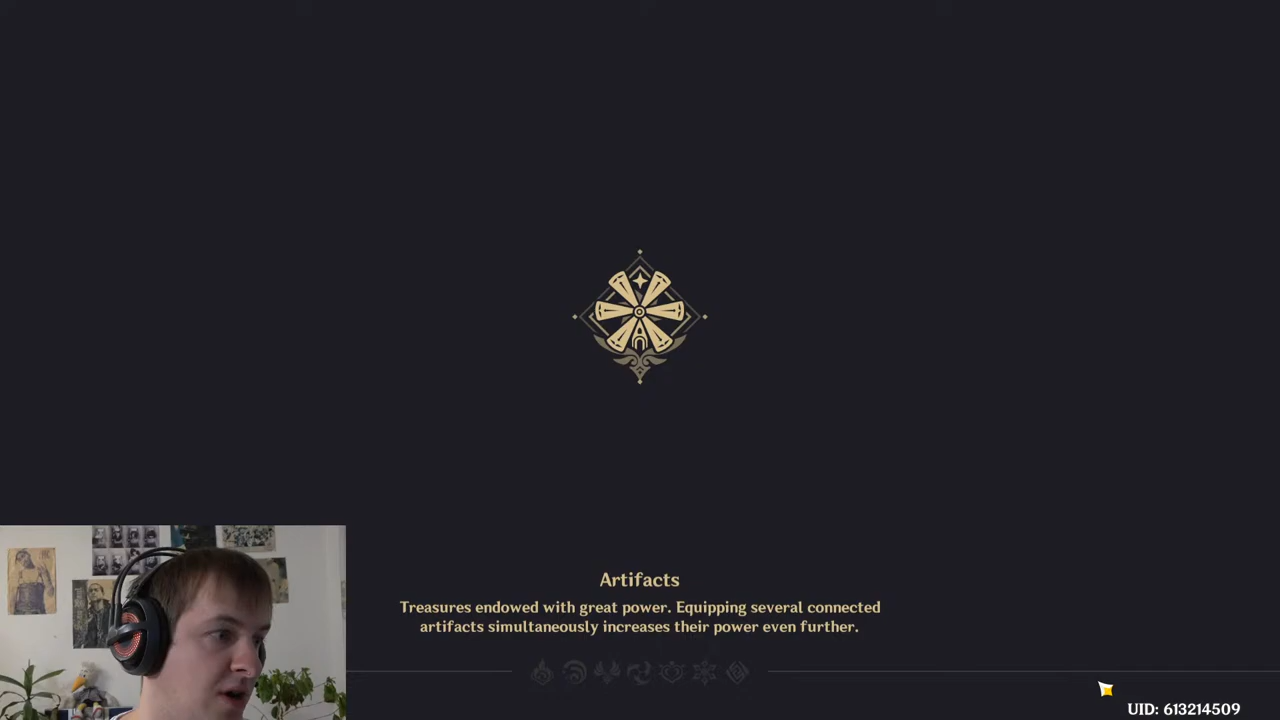 Artifacts
Treasures endowed with great power. Equipping several connected
artifacts simultaneously increases their power even further.
UID: 613214509